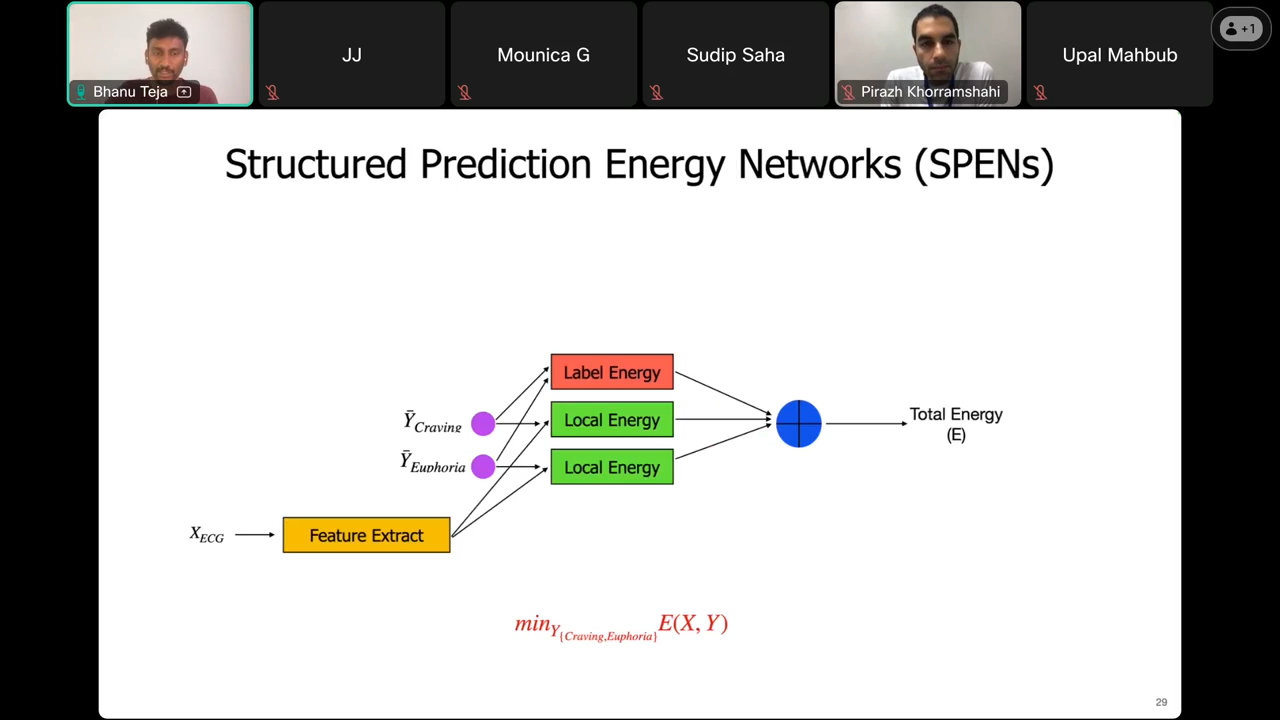 Bhanu Teja
JJ
Mounica G
Sudip Saha
Pirazh Khorramshahi
Upal Mahbub
+1
Structured Prediction Energy Networks (SPENs)
Label Energy
Ȳ_Craving
Local Energy
Total Energy
(E)
Ȳ_Euphoria
Local Energy
X_ECG
Feature Extract
min_Y_{Craving,Euphoria} E(X, Y)
29